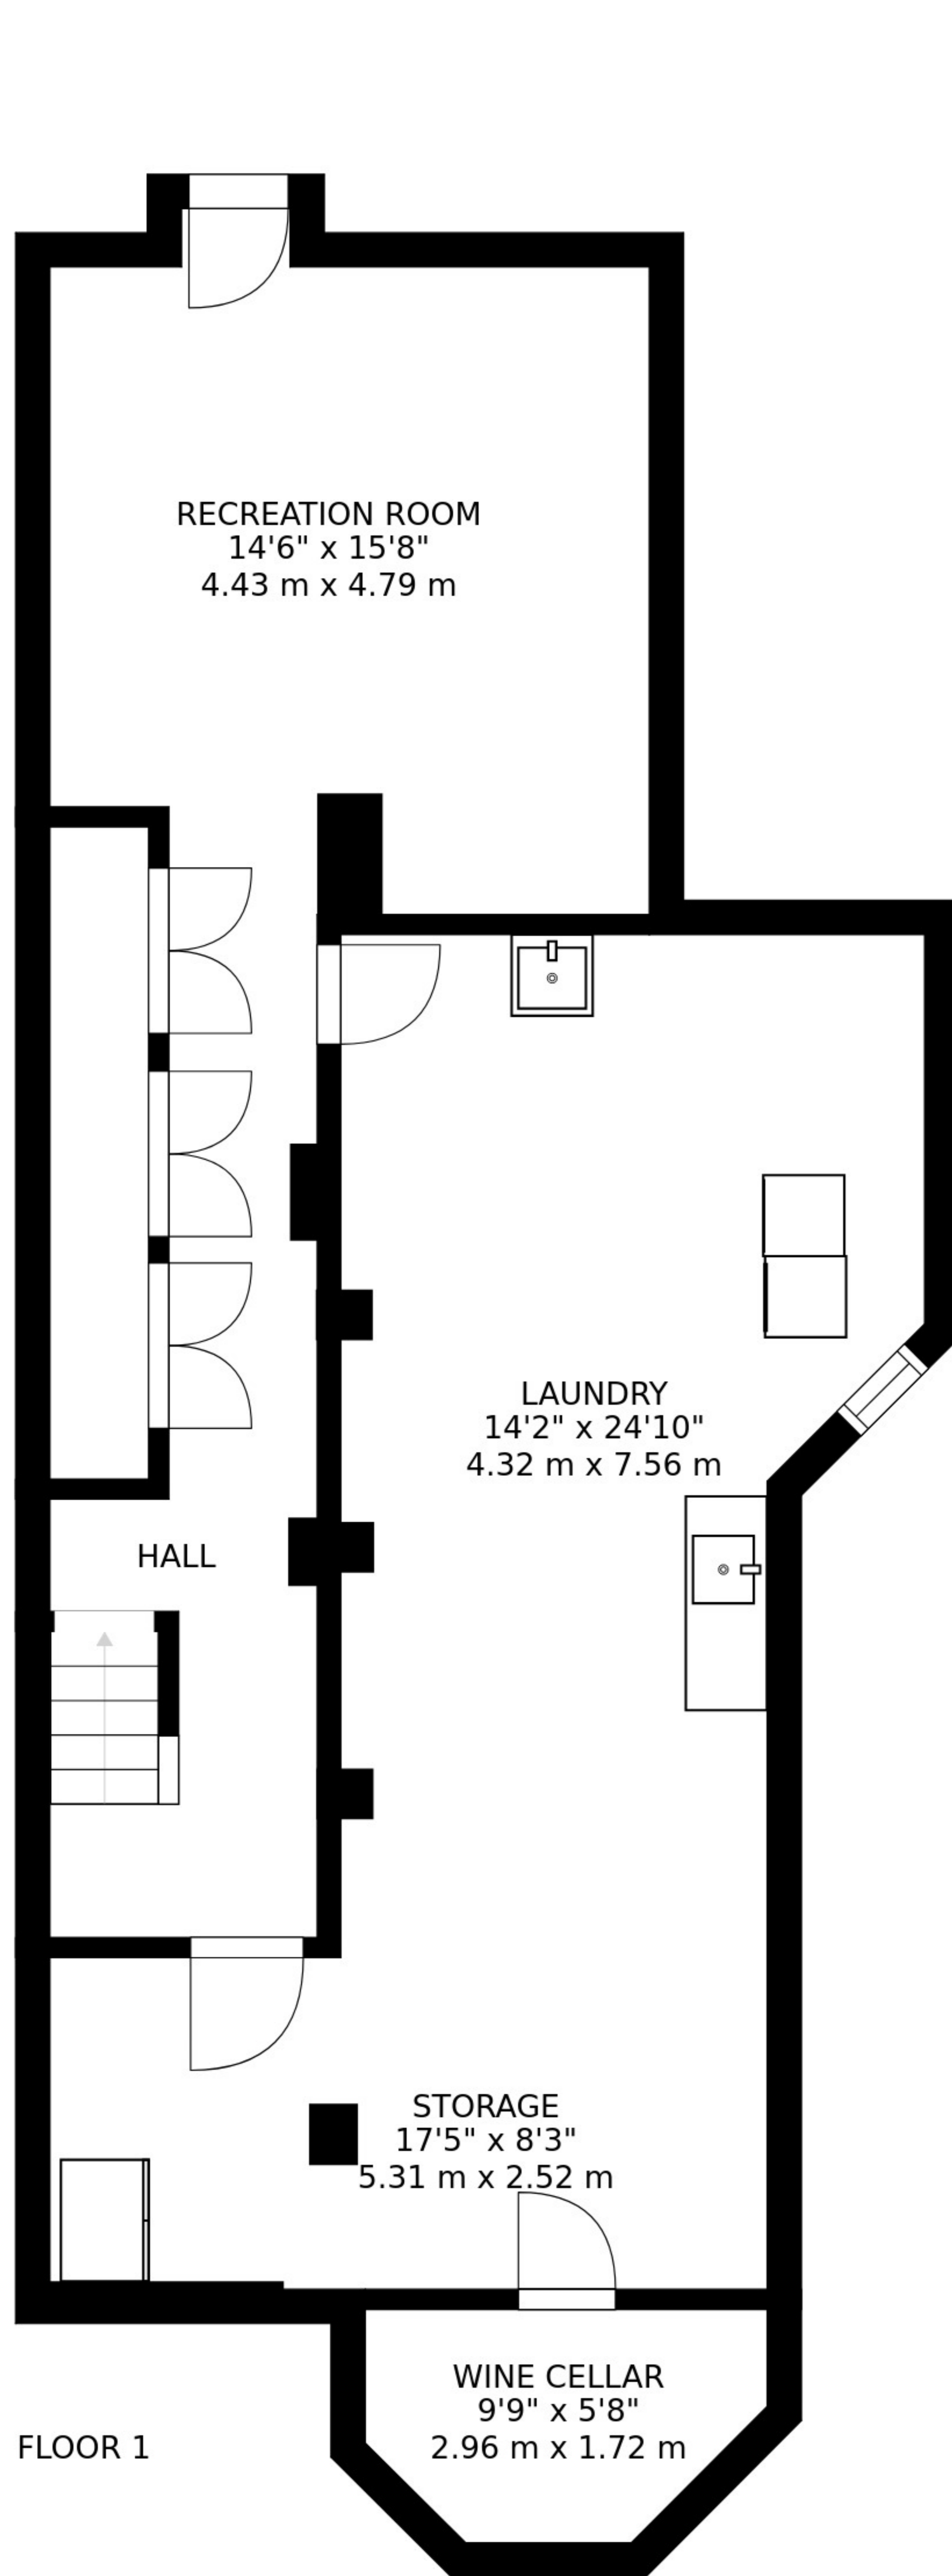 RECREATION ROOM
14'6" x 15'8"
4.43 m x 4.79 m
LAUNDRY
14'2" x 24'10"
4.32 m x 7.56 m
HALL
STORAGE
17'5" x 8'3"
5.31 m x 2.52 m
WINE CELLAR
9'9" x 5'8"
2.96 m x 1.72 m
FLOOR 1